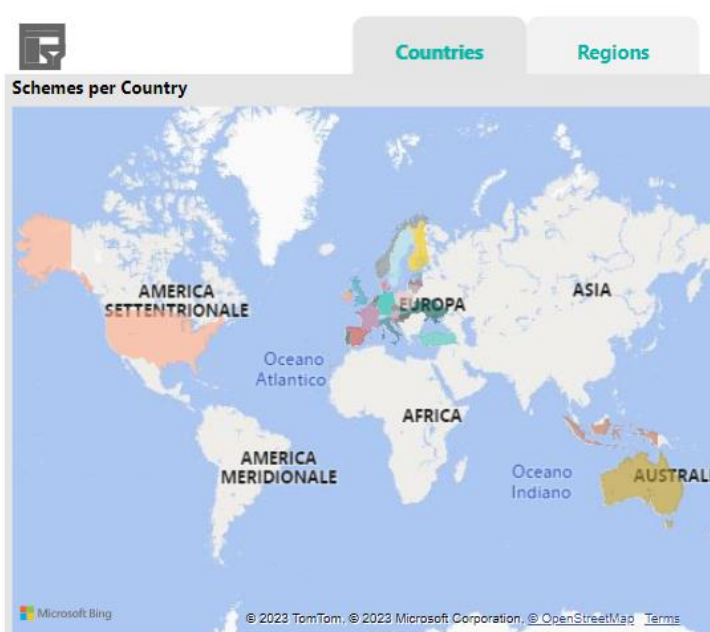 Countries
Regions
Schemes per Country
AMERICA
SETTENTRIONALE
EUROPA
ASIA
Oceano
Atlantico
AFRICA
AMERICA
MERIDIONALE
Oceano
Indiano
AUSTRALI
Microsoft Bing
© 2023 TomTom, © 2023 Microsoft Corporation, © OpenStreetMap Terms